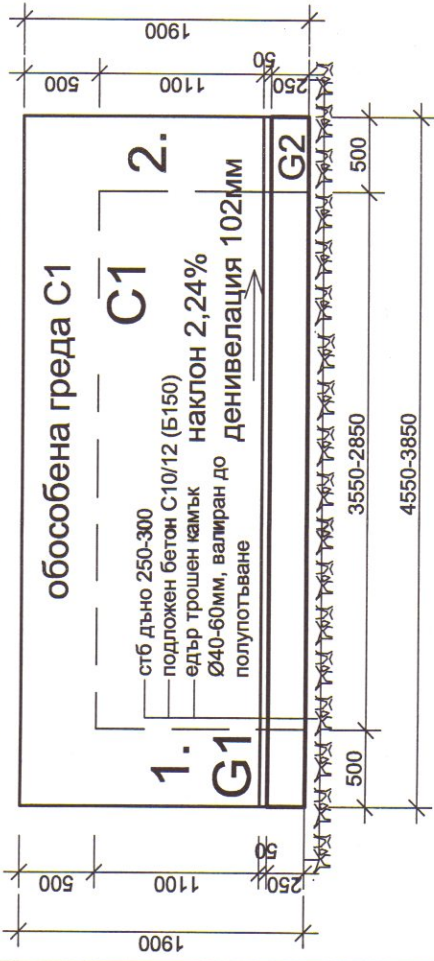 обособена греда С1
С1
1.
2.
G1
G2
стб дъно 250-300
подложен бетон С10/12 (Б150)
едър трошен камък
Ø40-60мм, валиран до
полупотъване
наклон 2,24%
денивелация 102мм
1900
500
1100
50
250
1900
500
1100
50
250
500
3550-2850
500
4550-3850